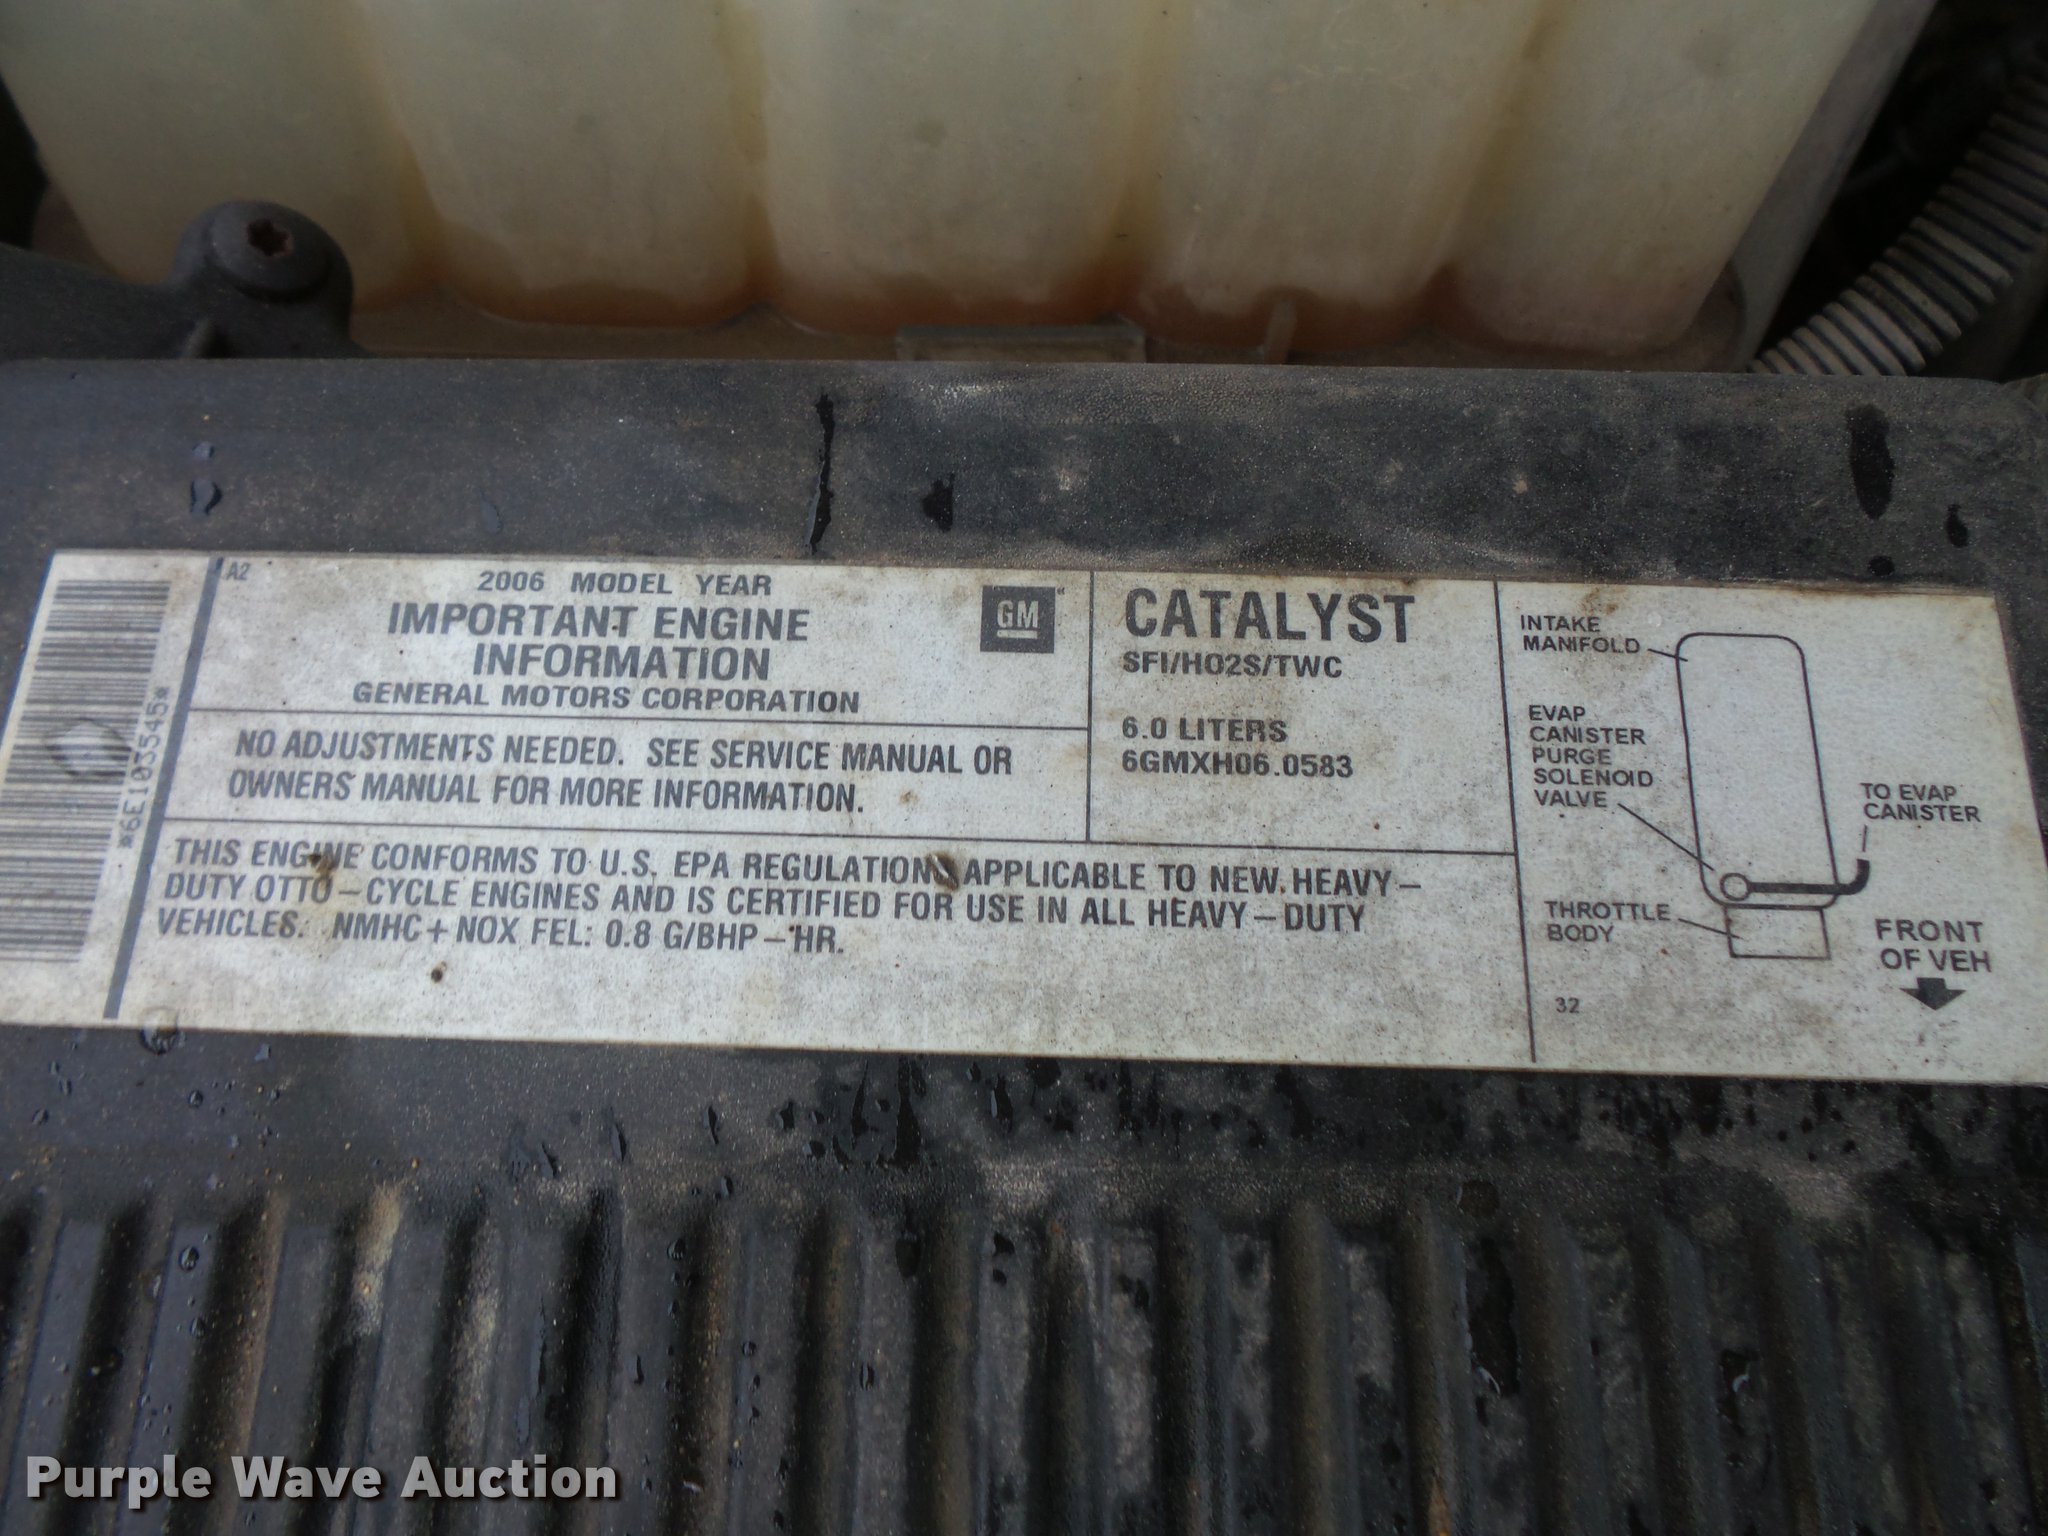 A2
2006 MODEL YEAR
IMPORTANT ENGINE
INFORMATION
GENERAL MOTORS CORPORATION
GM
NO ADJUSTMENTS NEEDED. SEE SERVICE MANUAL OR
OWNERS MANUAL FOR MORE INFORMATION.
CATALYST
SFI/HO2S/TWC
6.0 LITERS
6GMXH06.0583
THIS ENGINE CONFORMS TO U.S. EPA REGULATIONS APPLICABLE TO NEW HEAVY-
DUTY OTTO-CYCLE ENGINES AND IS CERTIFIED FOR USE IN ALL HEAVY-DUTY
VEHICLES. NMHC+NOX FEL: 0.8 G/BHP-HR.
*6E1035545*
INTAKE
MANIFOLD
EVAP
CANISTER
PURGE
SOLENOID
VALVE
TO EVAP
CANISTER
THROTTLE
BODY
FRONT
OF VEH
32
Purple Wave Auction